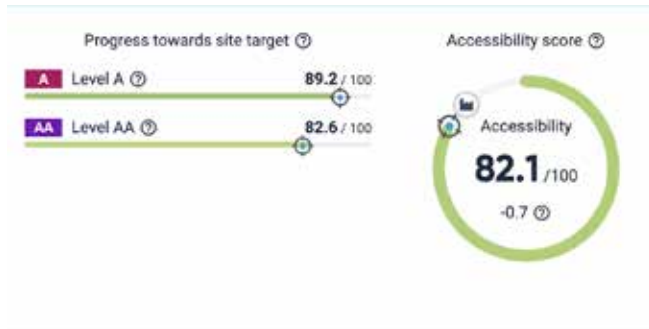 Progress towards site target ?
A Level A ? 89.2 / 100
AA Level AA ? 82.6 / 100
Accessibility score ?
Accessibility
82.1 /100
-0.7 ?